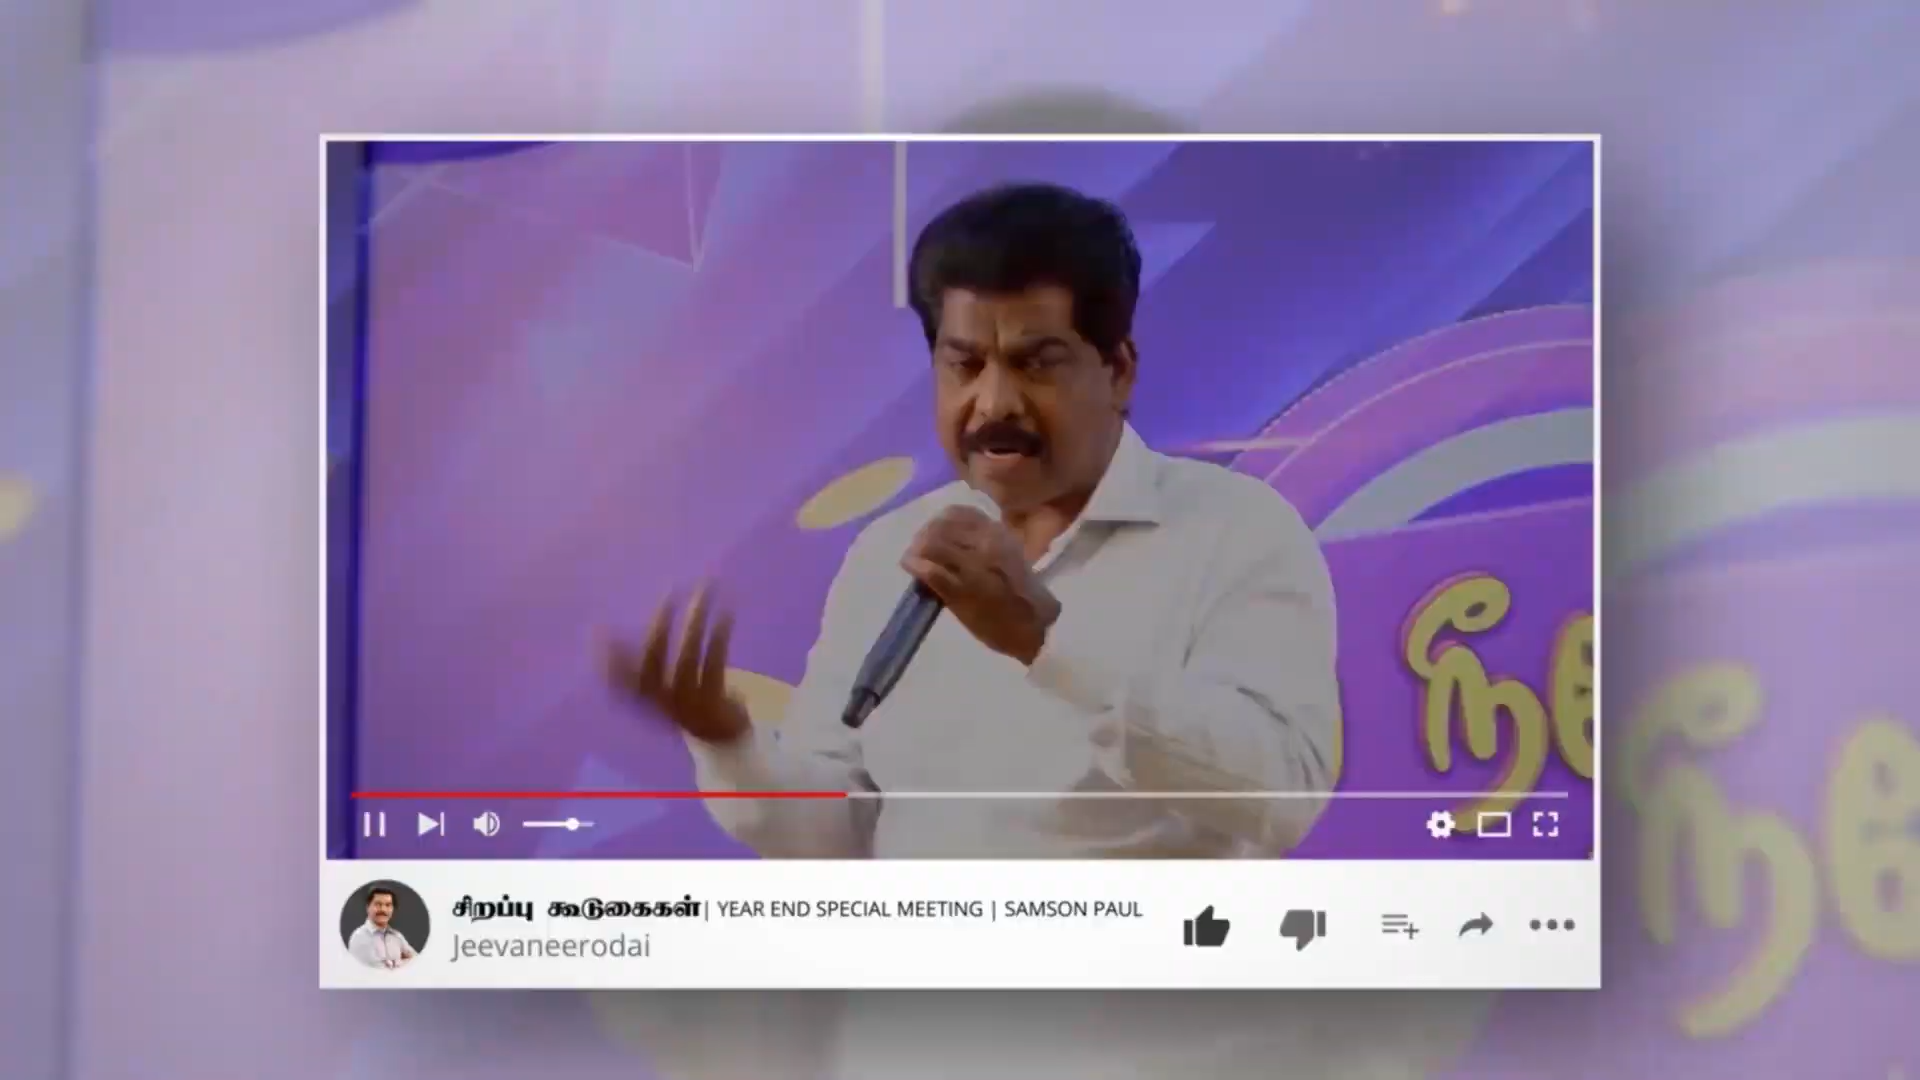 நீ
சிறப்பு கூடுகைகள்| YEAR END SPECIAL MEETING | SAMSON PAUL
Jeevaneerodai